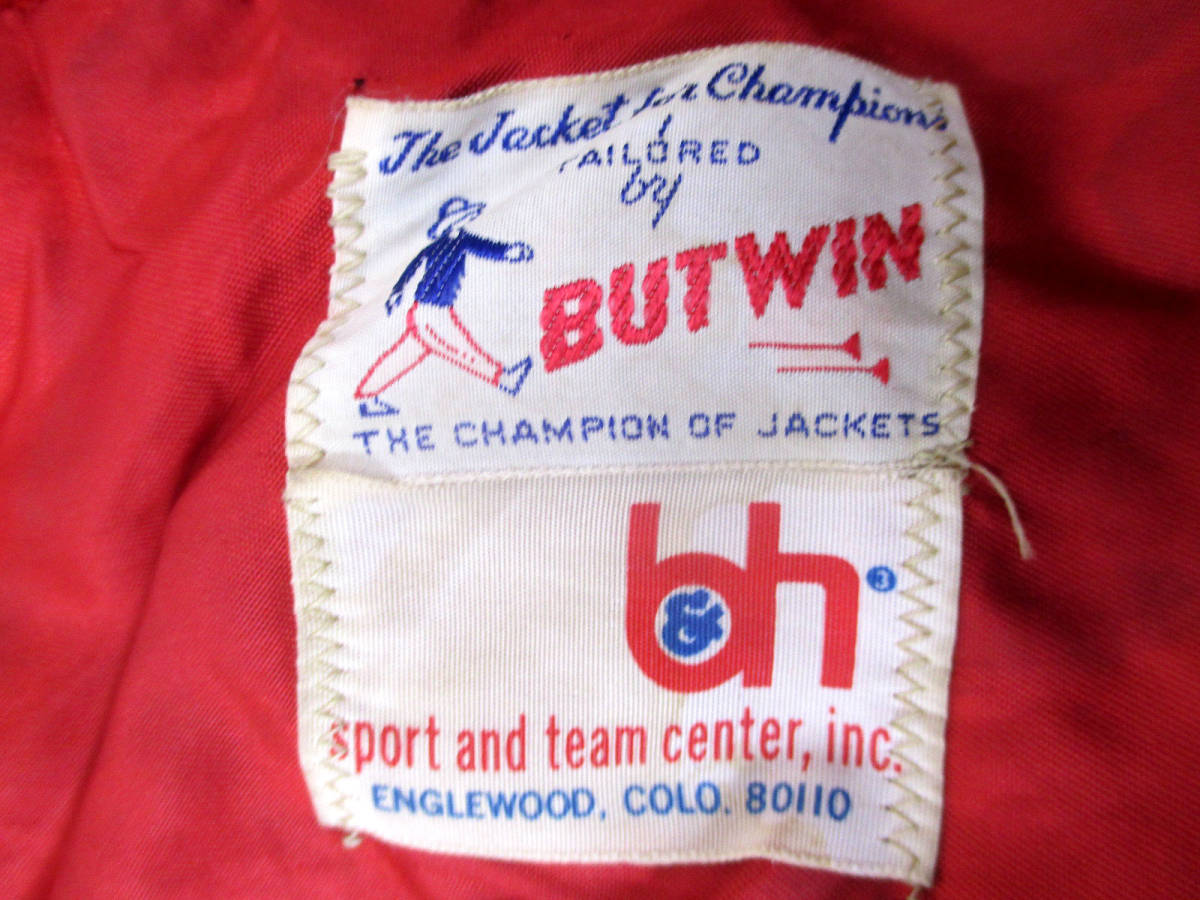 The Jacket for Champions
TAILORED
by
BUTWIN
THE CHAMPION OF JACKETS
b&h 3
sport and team center, inc.
ENGLEWOOD, COLO. 80110